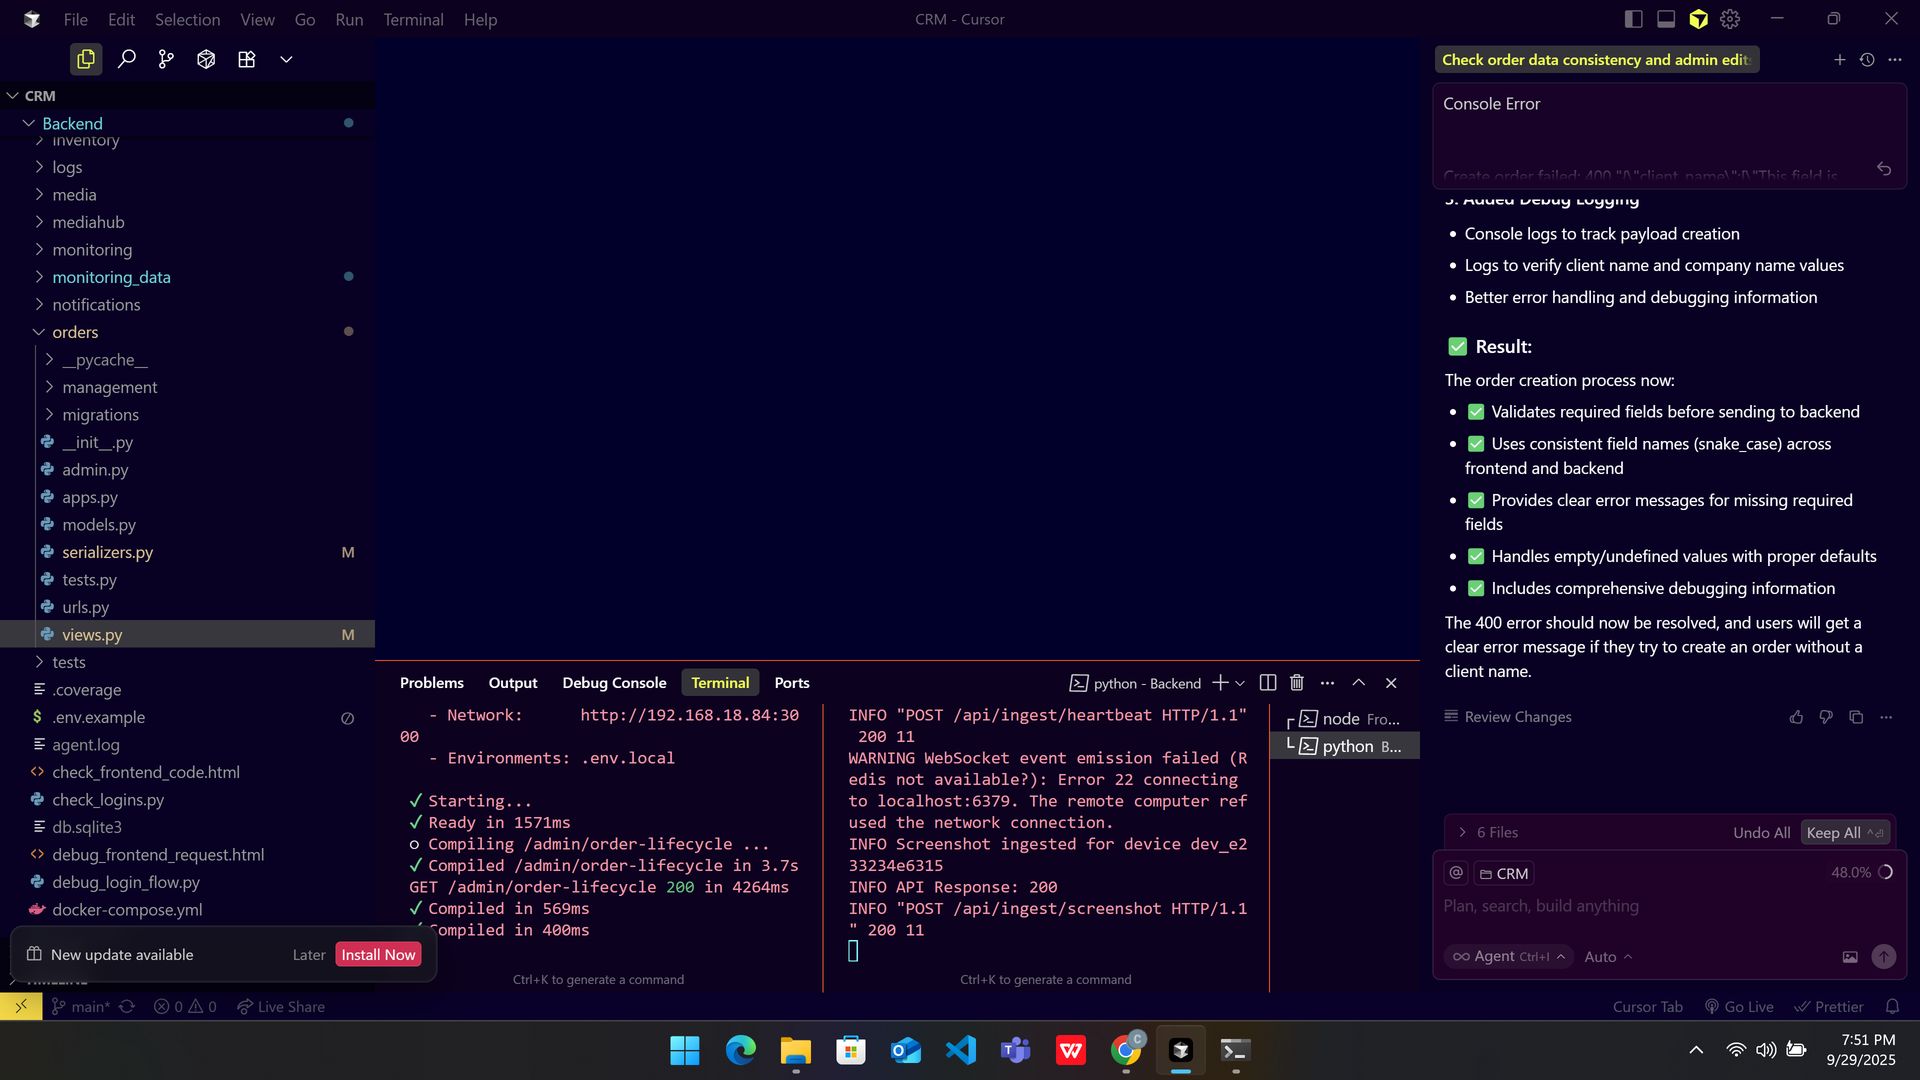 File Edit Selection View Go Run Terminal Help
CRM - Cursor
CRM
Backend
inventory
logs
media
mediahub
monitoring
monitoring_data
notifications
orders
__pycache__
management
migrations
__init__.py
admin.py
apps.py
models.py
serializers.py M
tests.py
urls.py
views.py M
tests
.coverage
.env.example
agent.log
check_frontend_code.html
check_logins.py
db.sqlite3
debug_frontend_request.html
debug_login_flow.py
docker-compose.yml
New update available Later Install Now
TIMELINE
main* 0 0 Live Share
Problems Output Debug Console Terminal Ports
python - Backend
- Network: http://192.168.18.84:30
00
- Environments: .env.local
✓ Starting...
✓ Ready in 1571ms
○ Compiling /admin/order-lifecycle ...
✓ Compiled /admin/order-lifecycle in 3.7s
GET /admin/order-lifecycle 200 in 4264ms
✓ Compiled in 569ms
✓ Compiled in 400ms
Ctrl+K to generate a command
INFO "POST /api/ingest/heartbeat HTTP/1.1"
200 11
WARNING WebSocket event emission failed (R
edis not available?): Error 22 connecting
to localhost:6379. The remote computer ref
used the network connection.
INFO Screenshot ingested for device dev_e2
33234e6315
INFO API Response: 200
INFO "POST /api/ingest/screenshot HTTP/1.1
" 200 11
Ctrl+K to generate a command
node Fro...
python B...
Check order data consistency and admin edit
Console Error
Create order failed: 400 "{\"client_name\":[\"This field is
3. Added Debug Logging
• Console logs to track payload creation
• Logs to verify client name and company name values
• Better error handling and debugging information
✅ Result:
The order creation process now:
• ✅ Validates required fields before sending to backend
• ✅ Uses consistent field names (snake_case) across
frontend and backend
• ✅ Provides clear error messages for missing required
fields
• ✅ Handles empty/undefined values with proper defaults
• ✅ Includes comprehensive debugging information
The 400 error should now be resolved, and users will get a
clear error message if they try to create an order without a
client name.
Review Changes
6 Files Undo All Keep All
@ CRM 48.0%
Plan, search, build anything
Agent Ctrl+I Auto
Cursor Tab Go Live Prettier
7:51 PM
9/29/2025